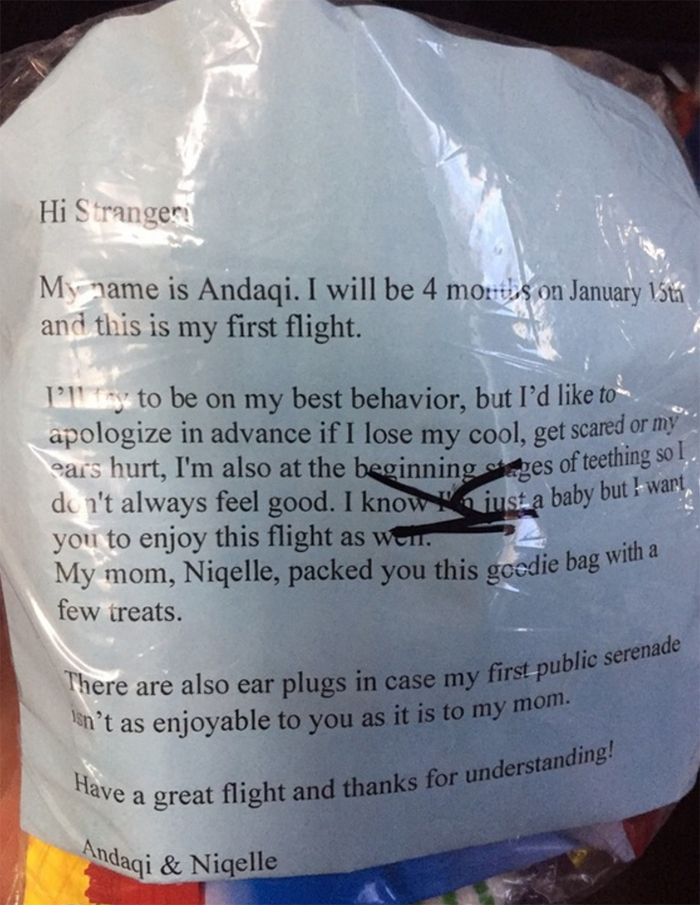 Hi Stranger!
My name is Andaqi. I will be 4 months on January 15th
and this is my first flight.
I'll try to be on my best behavior, but I'd like to
apologize in advance if I lose my cool, get scared or my
ears hurt, I'm also at the beginning stages of teething so I
don't always feel good. I know I'm just a baby but I want
you to enjoy this flight as well.
My mom, Niqelle, packed you this goodie bag with a
few treats.
There are also ear plugs in case my first public serenade
isn't as enjoyable to you as it is to my mom.
Have a great flight and thanks for understanding!
Andaqi & Niqelle